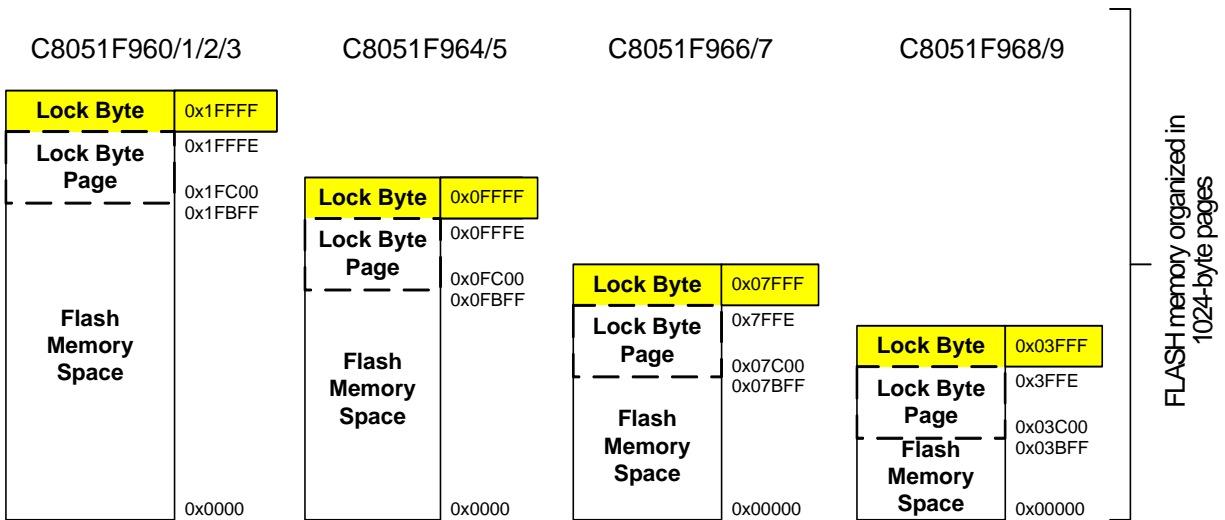 C8051F960/1/2/3
Lock Byte
0x1FFFF
Lock Byte
Page
0x1FFFE
0x1FC00
0x1FBFF
Flash
Memory
Space
0x0000
C8051F964/5
Lock Byte
0x0FFFF
Lock Byte
Page
0x0FFFE
0x0FC00
0x0FBFF
Flash
Memory
Space
0x0000
C8051F966/7
Lock Byte
0x07FFF
Lock Byte
Page
0x7FFE
0x07C00
0x07BFF
Flash
Memory
Space
0x00000
C8051F968/9
Lock Byte
0x03FFF
Lock Byte
Page
0x3FFE
0x03C00
0x03BFF
Flash
Memory
Space
0x00000
FLASH memory organized in
1024-byte pages